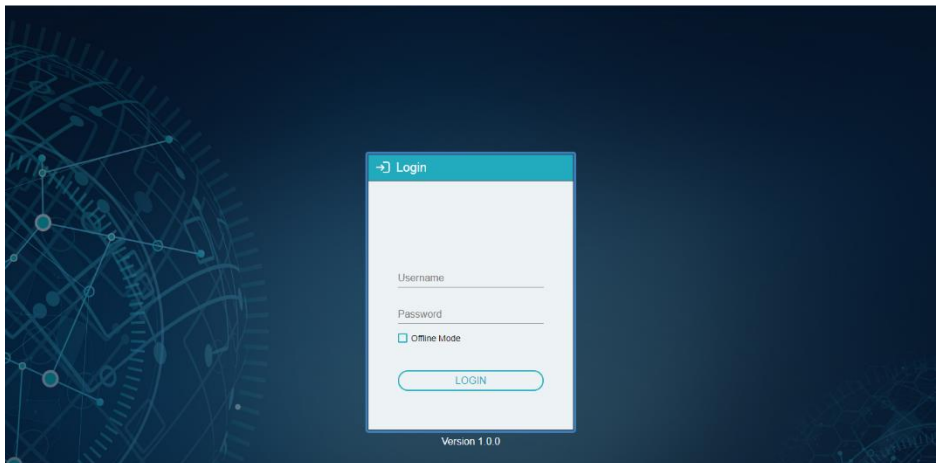 Login
Username
Password
Offline Mode
LOGIN
Version 1.0.0